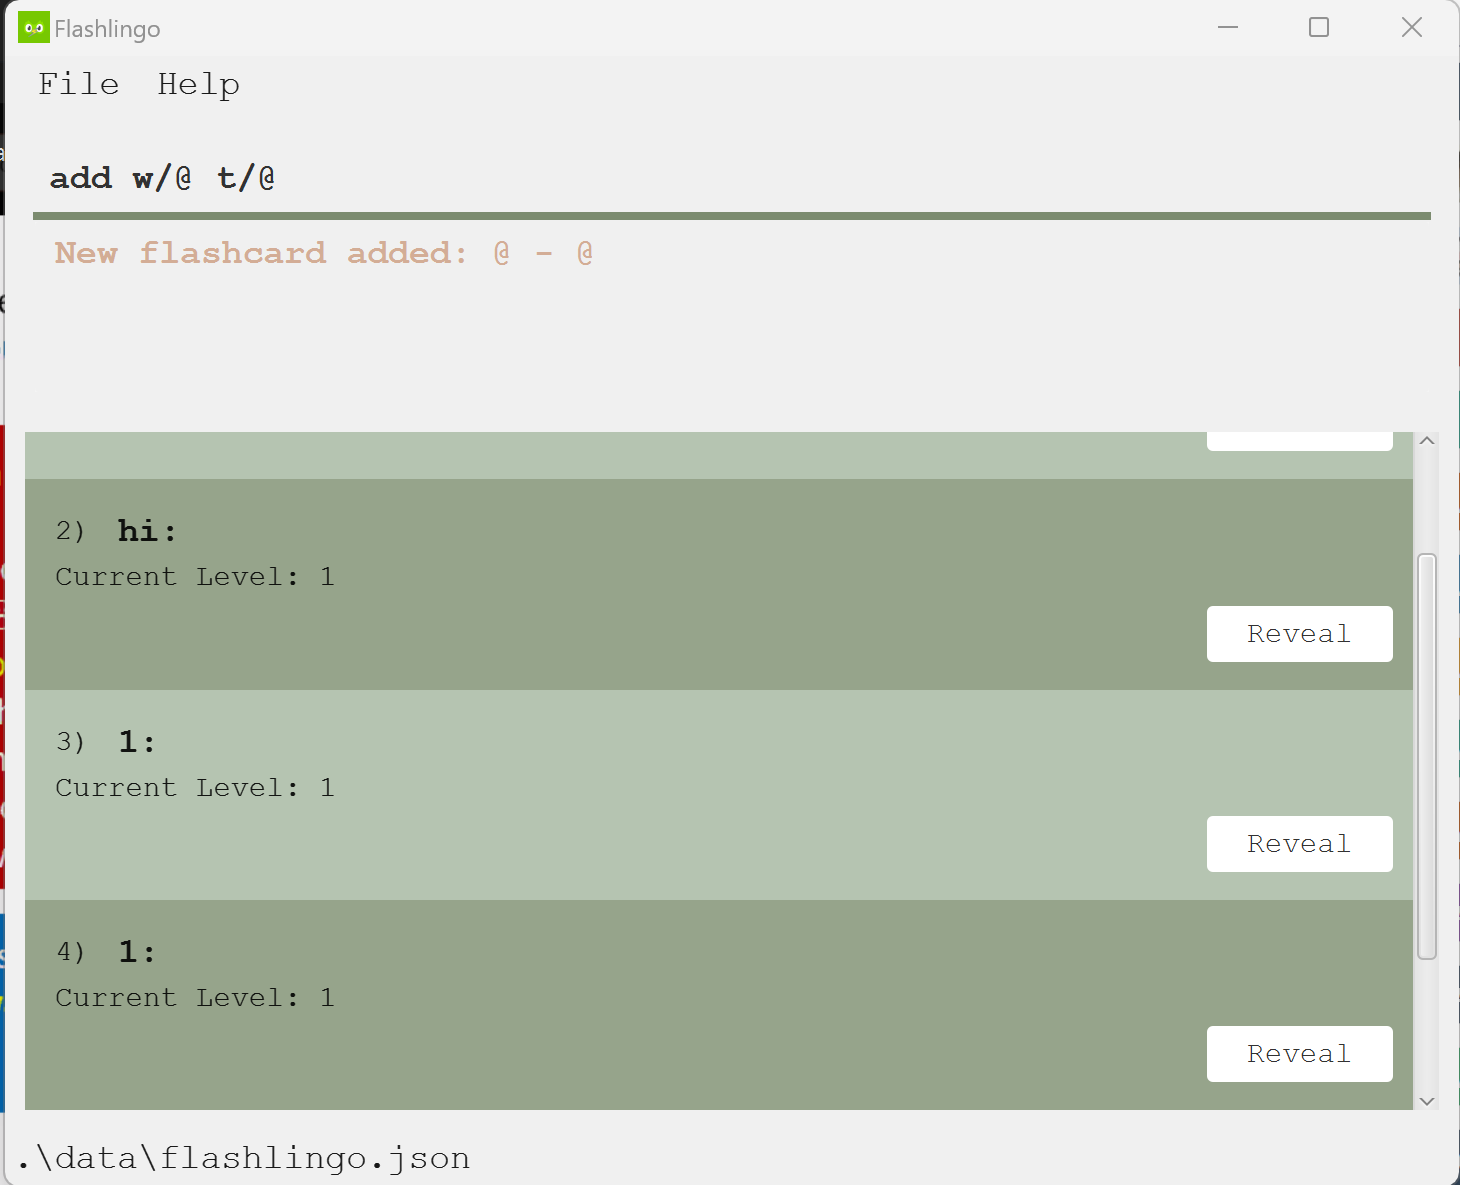 Flashlingo
File Help
add w/@ t/@
New flashcard added: @ - @
2) hi:
Current Level: 1
Reveal
3) 1:
Current Level: 1
Reveal
4) 1:
Current Level: 1
Reveal
.\data\flashlingo.json